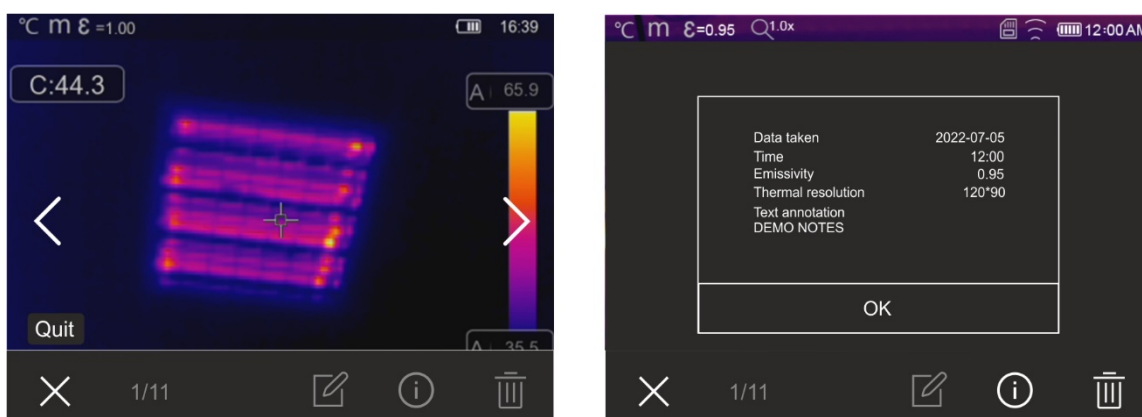 °C m ε =1.00 16:39
C:44.3
A 65.9
Quit
A 35.5
1/11
°C m ε=0.95 1.0x 12:00 AM
Data taken 2022-07-05
Time 12:00
Emissivity 0.95
Thermal resolution 120*90
Text annotation
DEMO NOTES
OK
1/11